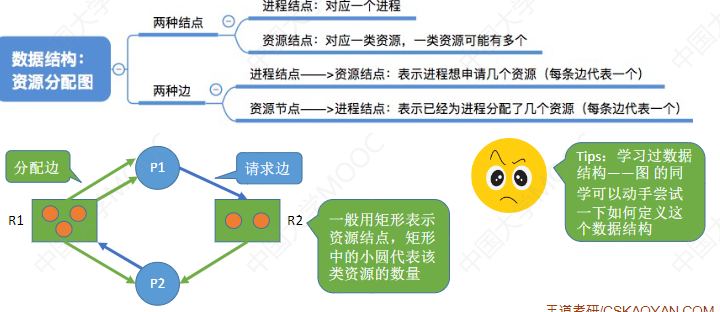 进程结点：对应一个进程
两种结点
资源结点：对应一类资源，一类资源可能有多个
数据结构：
资源分配图
进程结点——>资源结点：表示进程想申请几个资源（每条边代表一个）
两种边
资源节点——>进程结点：表示已经为进程分配了几个资源（每条边代表一个）
分配边
P1
请求边
R1
R2
P2
一般用矩形表示
资源结点，矩形
中的小圆代表该
类资源的数量
Tips：学习过数据
结构——图 的同
学可以动手尝试
一下如何定义这
个数据结构
王道考研/CSKAOYAN.COM
中国大学MOOC